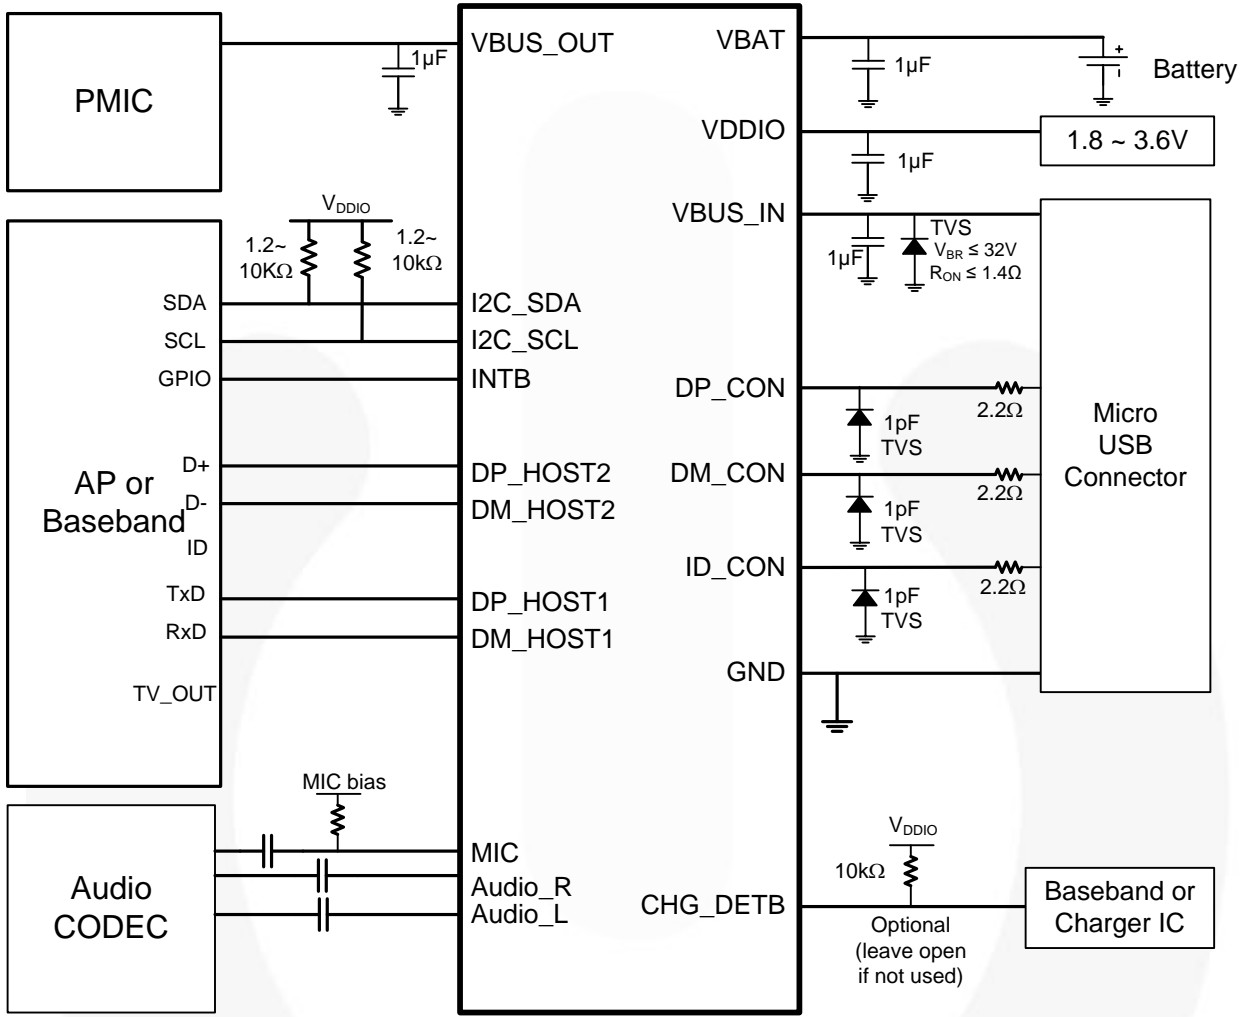 PMIC
1µF
VBUS_OUT
VBAT
1µF
+
-
Battery
VDDIO
1µF
1.8 ~ 3.6V
VDDIO
1.2~
10KΩ
1.2~
10kΩ
VBUS_IN
1µF
TVS
VBR ≤ 32V
RON ≤ 1.4Ω
SDA
I2C_SDA
SCL
I2C_SCL
GPIO
INTB
DP_CON
1pF
TVS
2.2Ω
Micro
USB
Connector
AP or
Baseband
D+
DP_HOST2
D-
DM_HOST2
DM_CON
1pF
TVS
2.2Ω
ID
ID_CON
1pF
TVS
2.2Ω
TxD
DP_HOST1
RxD
DM_HOST1
GND
TV_OUT
MIC bias
Audio
CODEC
MIC
Audio_R
Audio_L
VDDIO
10kΩ
CHG_DETB
Optional
(leave open
if not used)
Baseband or
Charger IC